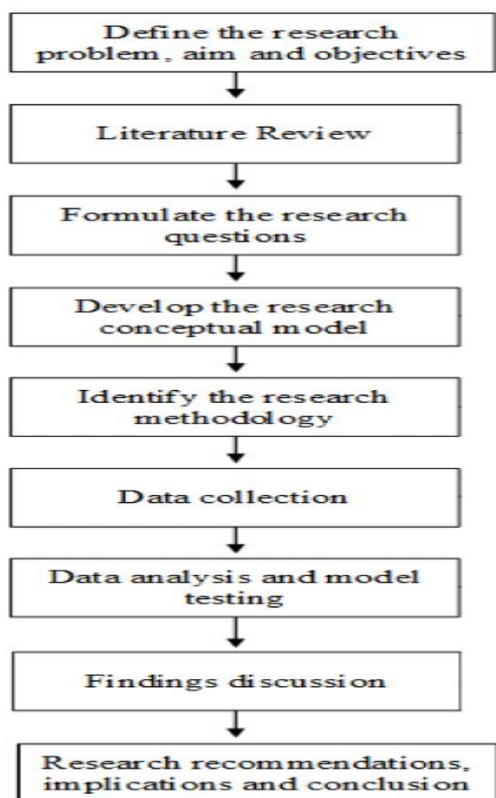 Define the research
problem, aim and objectives
Literature Review
Formulate the research
questions
Develop the research
conceptual model
Identify the research
methodology
Data collection
Data analysis and model
testing
Findings discussion
Research recommendations,
implications and conclusion